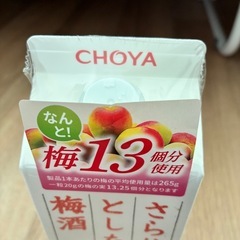 CHOYA
なんと!
梅13個分使用
製品1本あたりの梅の平均使用量は265g
一粒20gの梅の実13.25個分となります
さら
とした
梅酒